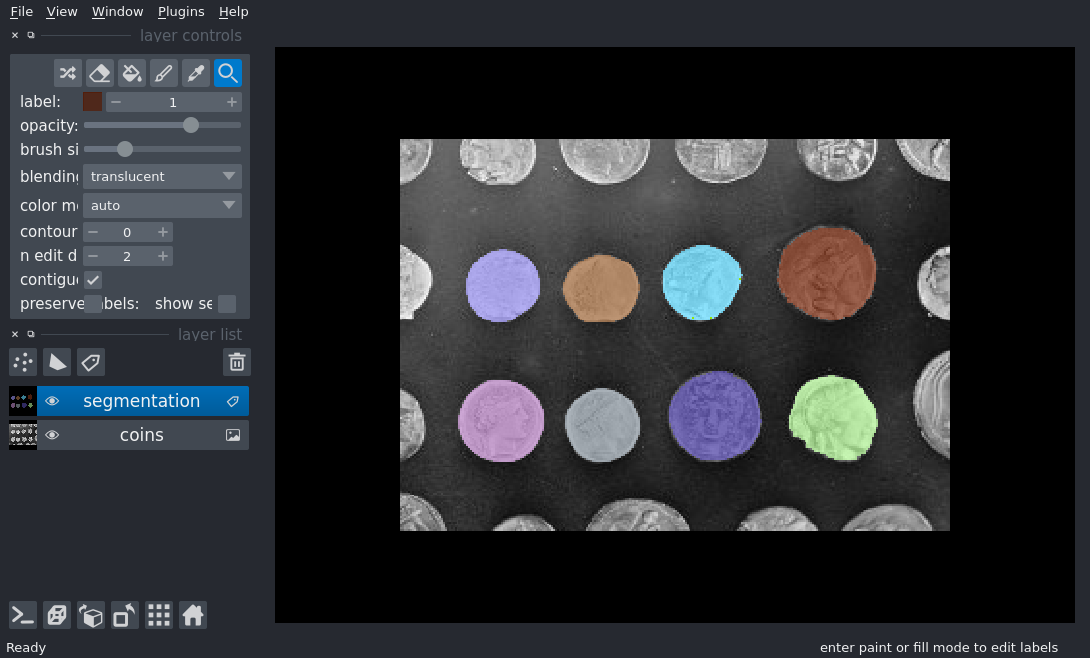 File View Window Plugins Help
layer controls
label: 1
opacity:
brush si
blending translucent
color m auto
contour 0
n edit d 2
contigu
preserve abels: show se
layer list
segmentation
coins
Ready
enter paint or fill mode to edit labels